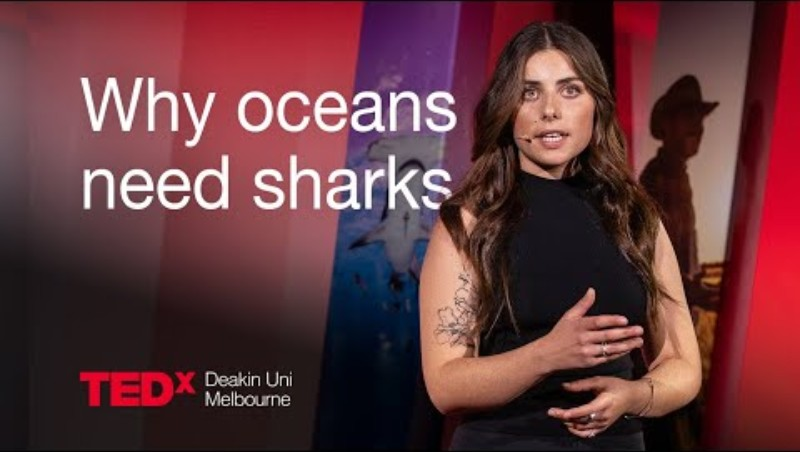 Why oceans
need sharks
TEDx Deakin Uni
Melbourne